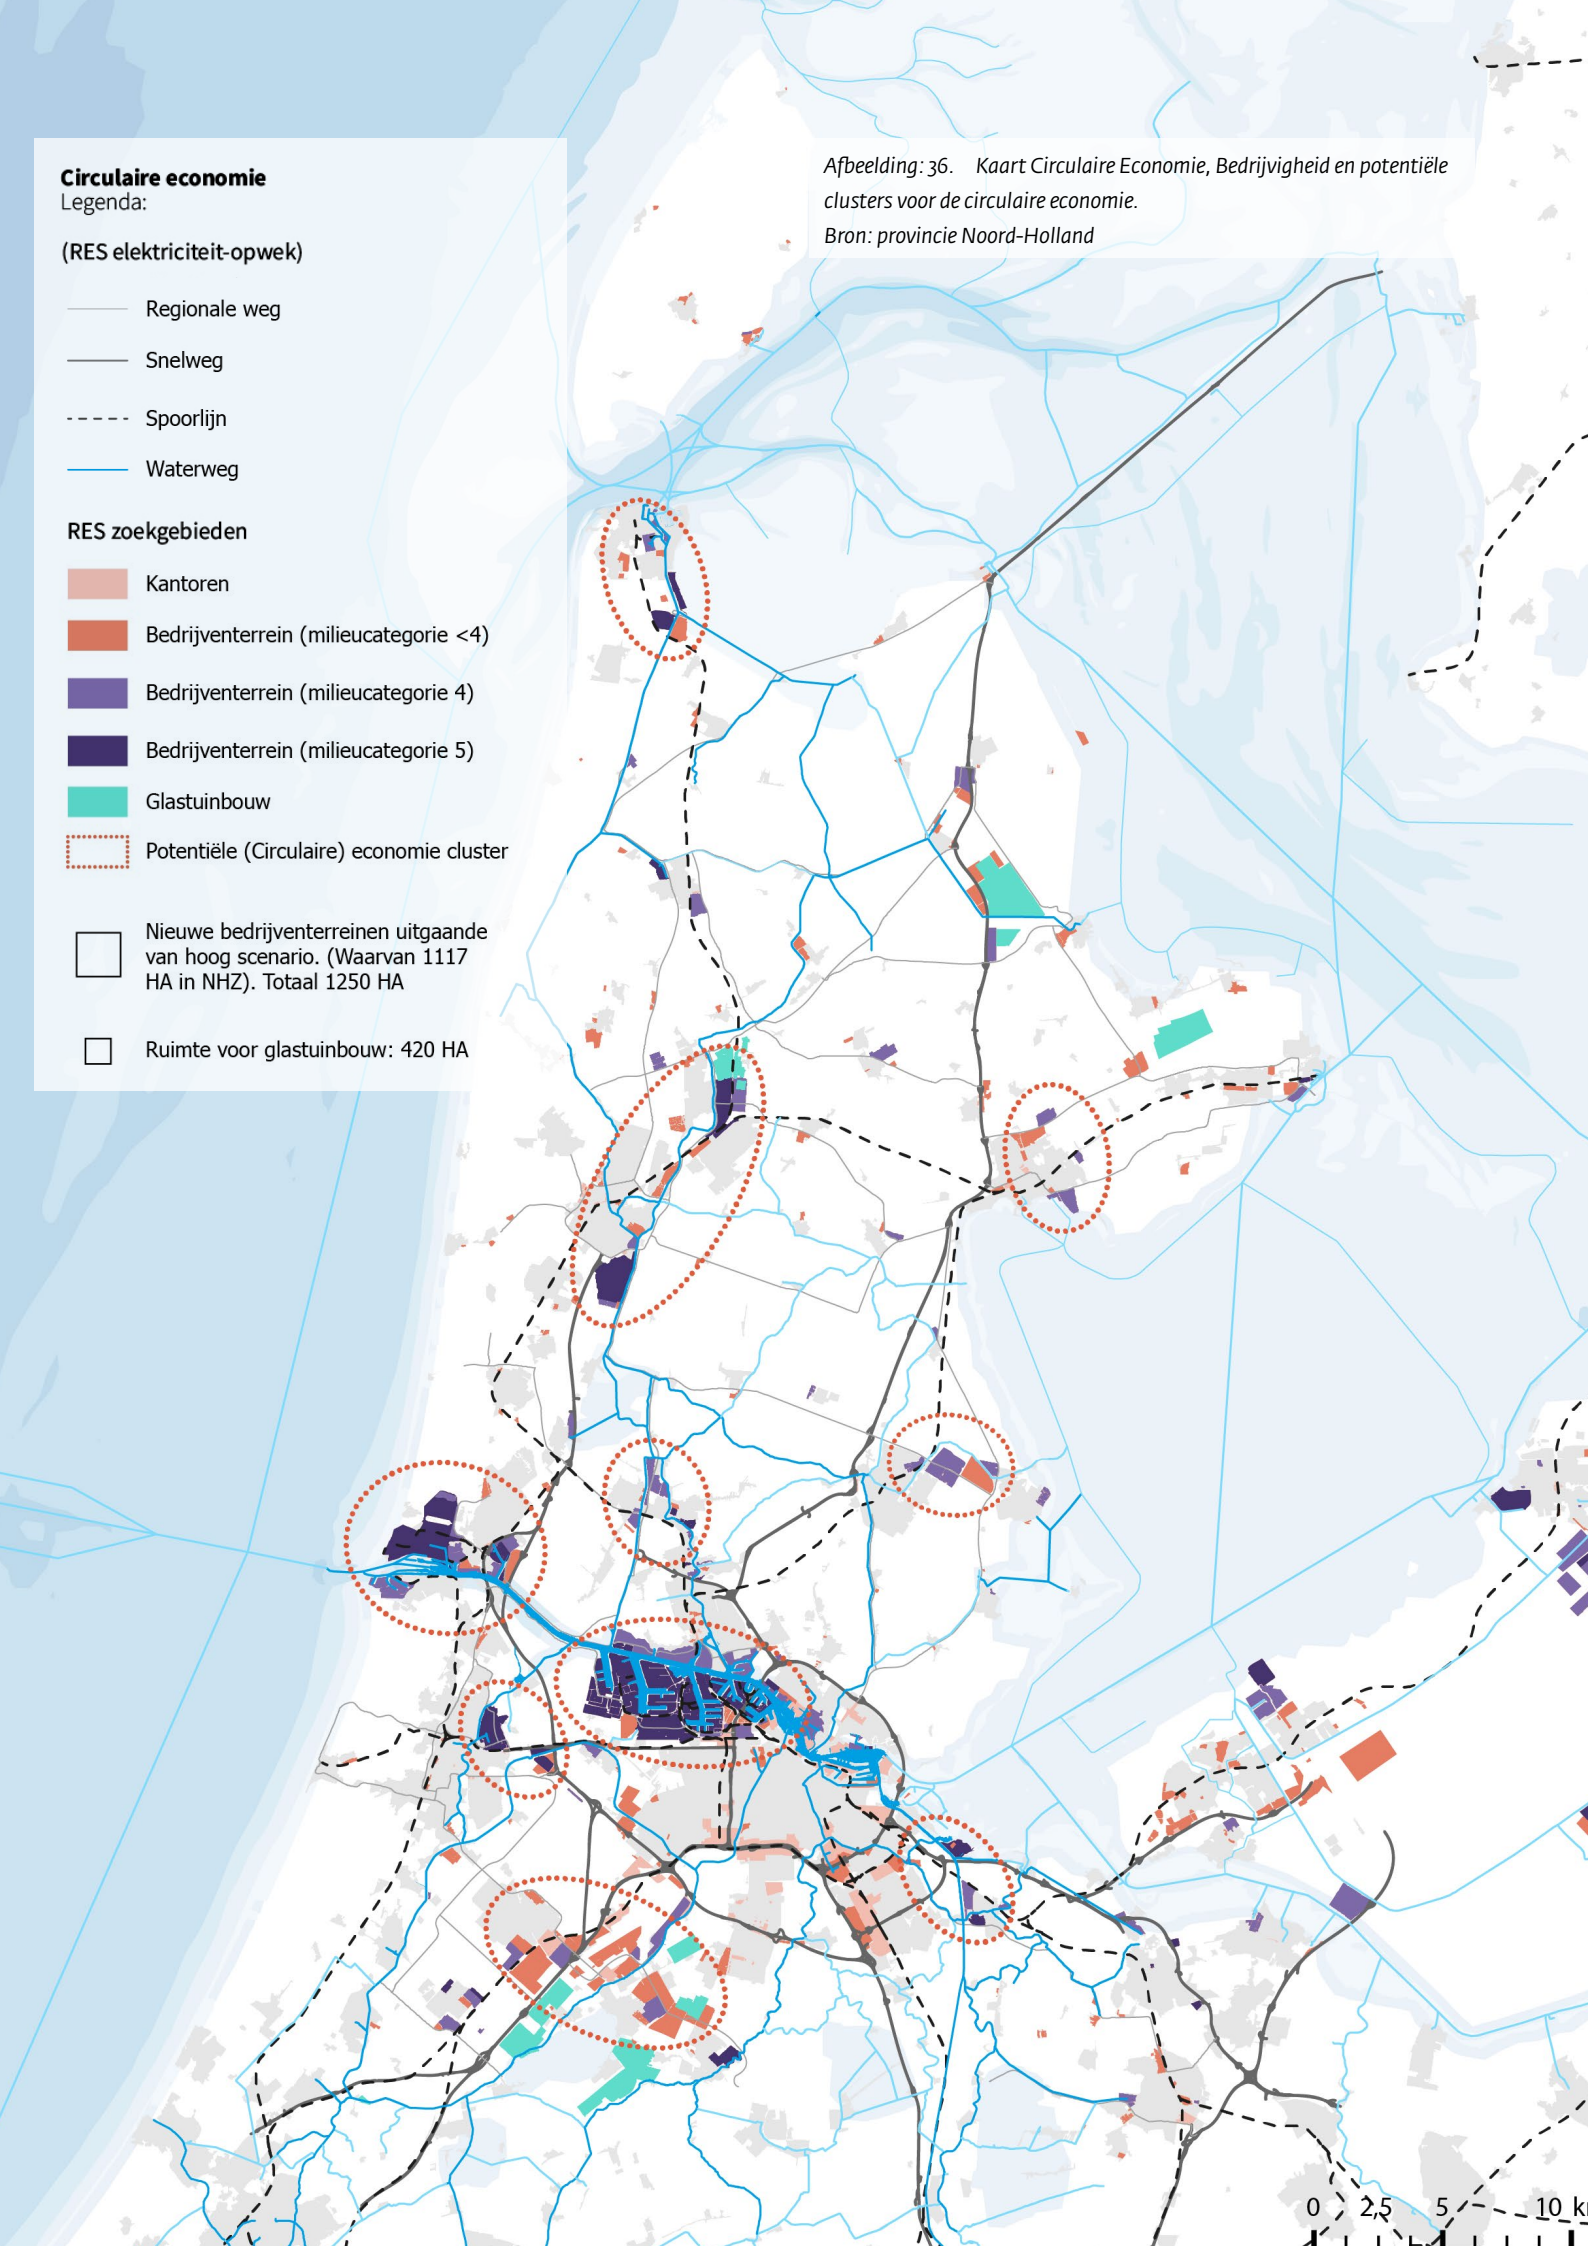 Circulaire economie
Legenda:
(RES elektriciteit-opwek)
Regionale weg
Snelweg
Spoorlijn
Waterweg
RES zoekgebieden
Kantoren
Bedrijventerrein (milieucategorie <4)
Bedrijventerrein (milieucategorie 4)
Bedrijventerrein (milieucategorie 5)
Glastuinbouw
Potentiële (Circulaire) economie cluster
Nieuwe bedrijventerreinen uitgaande
van hoog scenario. (Waarvan 1117
HA in NHZ). Totaal 1250 HA
Ruimte voor glastuinbouw: 420 HA
Afbeelding: 36. Kaart Circulaire Economie, Bedrijvigheid en potentiële
clusters voor de circulaire economie.
Bron: provincie Noord-Holland
0 2,5 5 10